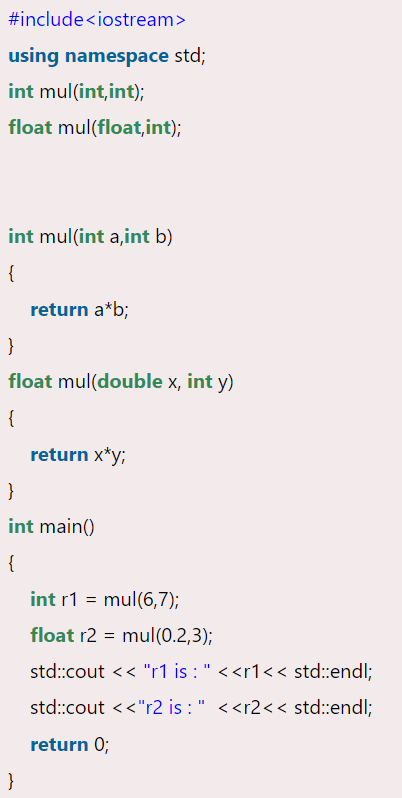 #include<iostream>
using namespace std;
int mul(int,int);
float mul(float,int);
int mul(int a,int b)
{
return a*b;
}
float mul(double x, int y)
{
return x*y;
}
int main()
{
int r1 = mul(6,7);
float r2 = mul(0.2,3);
std::cout << "r1 is : " <<r1<< std::endl;
std::cout <<"r2 is : "  <<r2<< std::endl;
return 0;
}